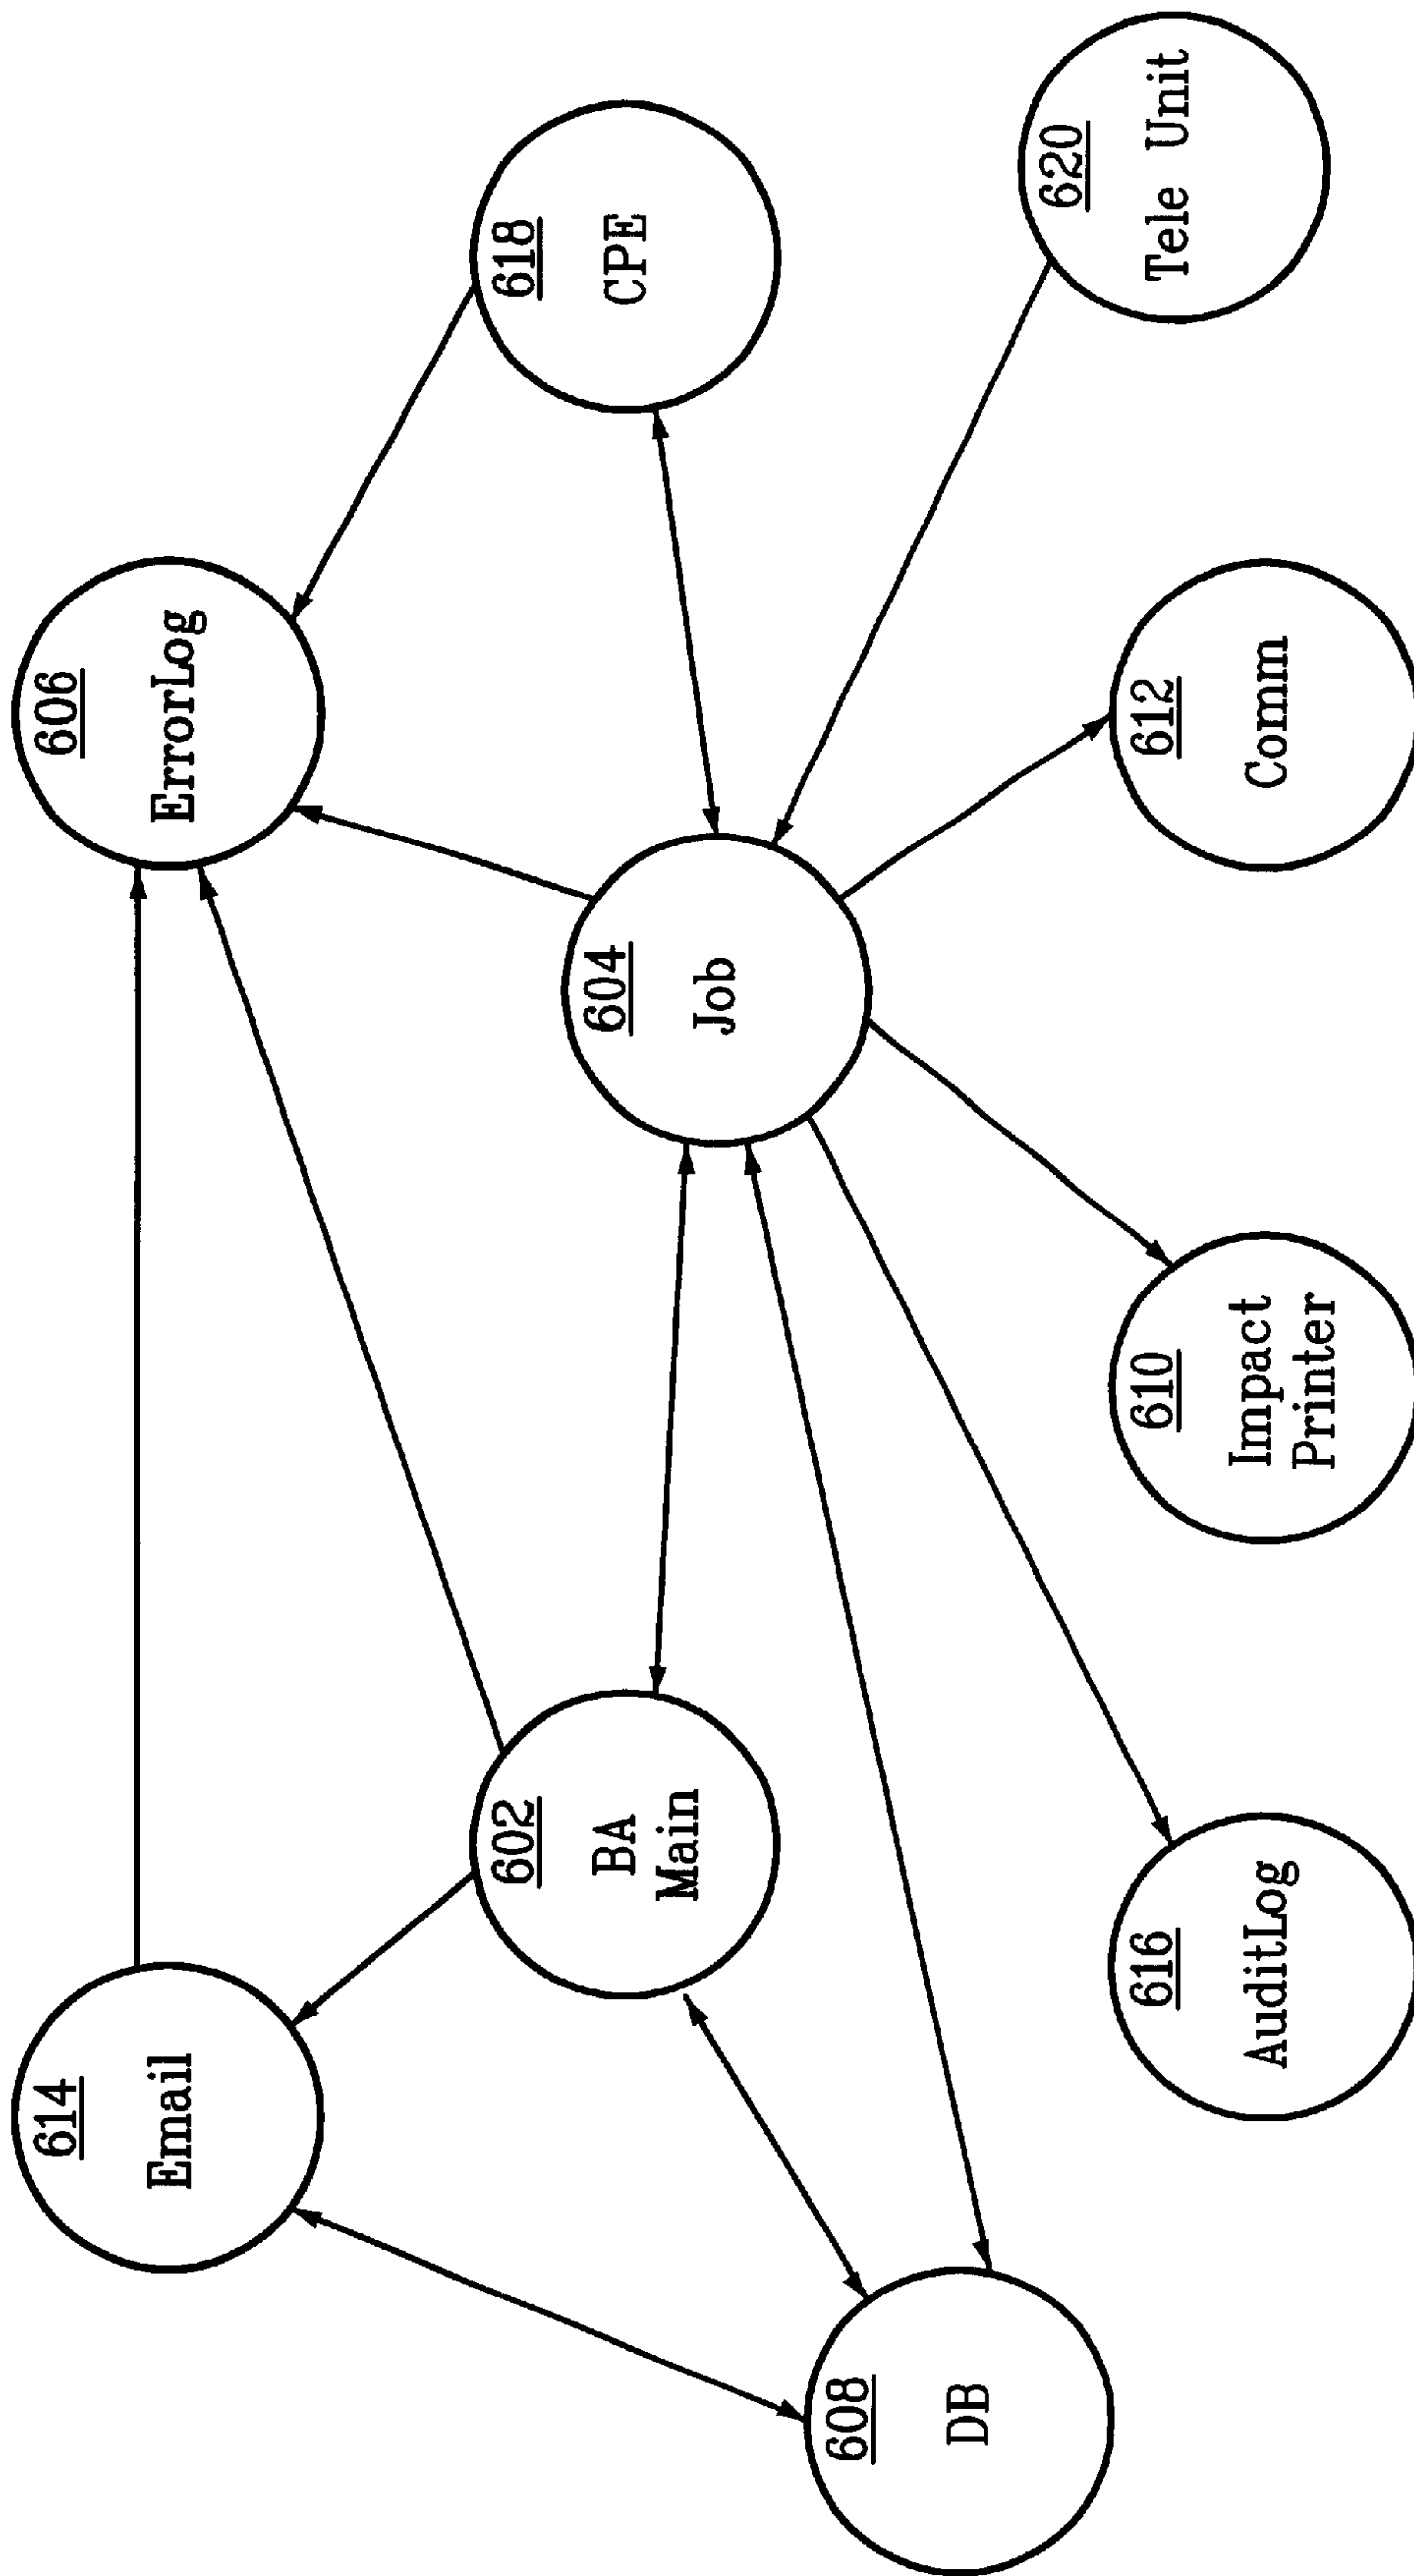 614
Email
606
ErrorLog
602
BA
Main
618
CPE
604
Job
608
DB
620
Tele Unit
616
AuditLog
610
Impact
Printer
612
Comm